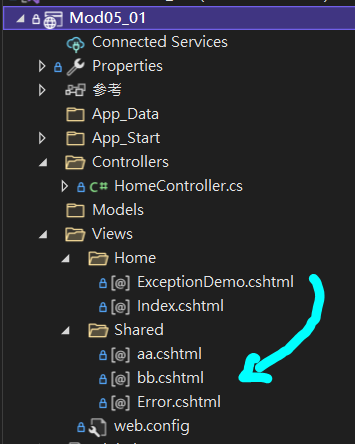 Mod05_01
Connected Services
Properties
參考
App_Data
App_Start
Controllers
C# HomeController.cs
Models
Views
Home
[@] ExceptionDemo.cshtml
[@] Index.cshtml
Shared
[@] aa.cshtml
[@] bb.cshtml
[@] Error.cshtml
web.config